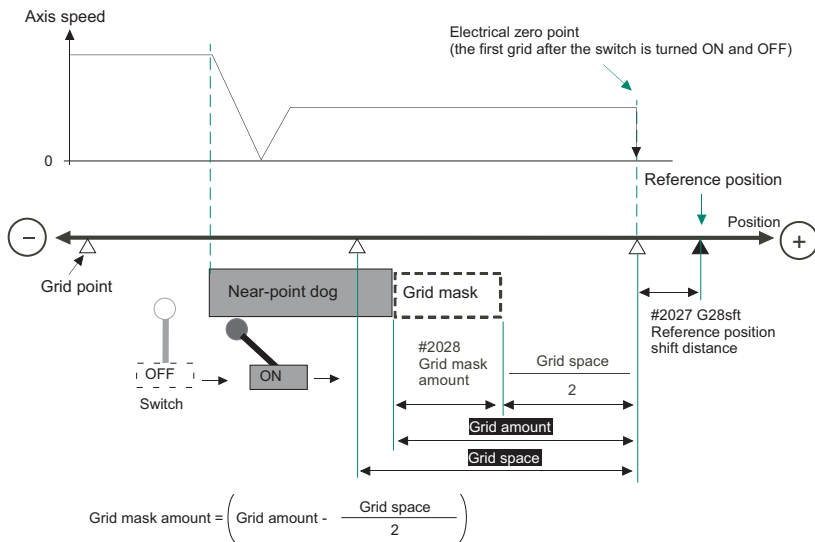 Axis speed
Electrical zero point
(the first grid after the switch is turned ON and OFF)
0
Reference position
Position
−
+
Grid point
Near-point dog
Grid mask
#2027 G28sft
Reference position
shift distance
#2028
Grid mask
amount
Grid space
2
OFF
ON
Switch
Grid amount
Grid space
Grid mask amount = ( Grid amount - Grid space
2 )